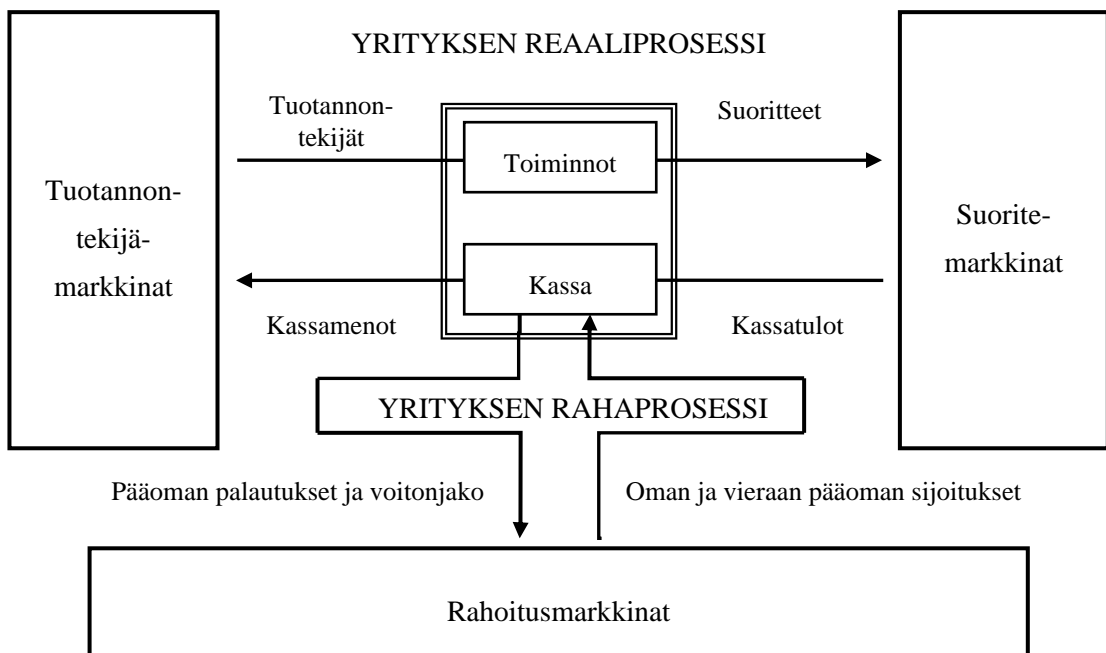 YRITYKSEN REAALIPROSESSI
Tuotannon-
tekijät
Suoritteet
Toiminnot
Tuotannon-
tekijä-
markkinat
Suorite-
markkinat
Kassa
Kassamenot
Kassatulot
YRITYKSEN RAHAPROSESSI
Pääoman palautukset ja voitonjako
Oman ja vieraan pääoman sijoitukset
Rahoitusmarkkinat